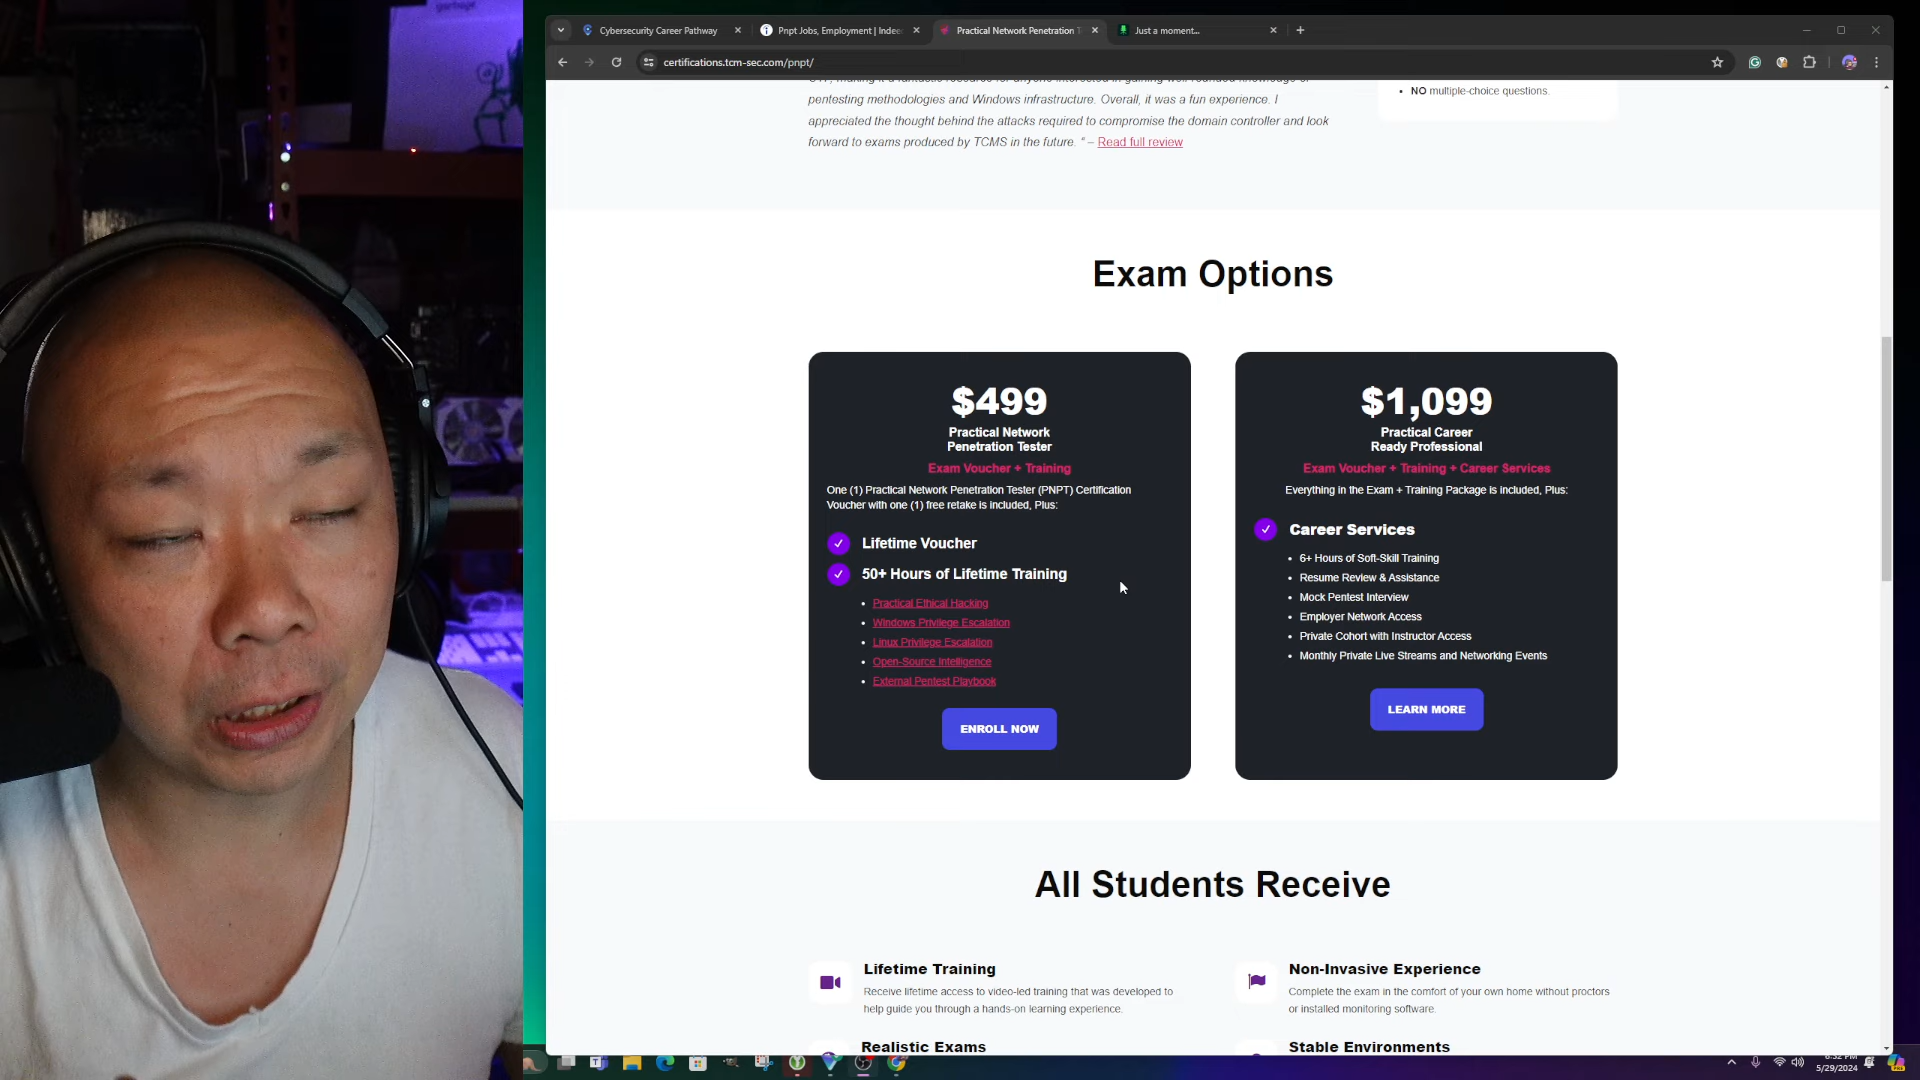 garbage
Cybersecurity Career Pathway
Pnpt Jobs, Employment | Indee
Practical Network Penetration T
Just a moment...
certifications.tcm-sec.com/pnpt/
pentesting methodologies and Windows infrastructure. Overall, it was a fun experience. I
appreciated the thought behind the attacks required to compromise the domain controller and look
forward to exams produced by TCMS in the future. “ – Read full review
• NO multiple-choice questions.
Exam Options
$499
Practical Network
Penetration Tester
Exam Voucher + Training
One (1) Practical Network Penetration Tester (PNPT) Certification
Voucher with one (1) free retake is included, Plus:
Lifetime Voucher
50+ Hours of Lifetime Training
• Practical Ethical Hacking
• Windows Privilege Escalation
• Linux Privilege Escalation
• Open-Source Intelligence
• External Pentest Playbook
ENROLL NOW
$1,099
Practical Career
Ready Professional
Exam Voucher + Training + Career Services
Everything in the Exam + Training Package is included, Plus:
Career Services
• 6+ Hours of Soft-Skill Training
• Resume Review & Assistance
• Mock Pentest Interview
• Employer Network Access
• Private Cohort with Instructor Access
• Monthly Private Live Streams and Networking Events
LEARN MORE
All Students Receive
Lifetime Training
Receive lifetime access to video-led training that was developed to
help guide you through a hands-on learning experience.
Non-Invasive Experience
Complete the exam in the comfort of your own home without proctors
or installed monitoring software.
Realistic Exams
Stable Environments
6:32 PM
5/29/2024